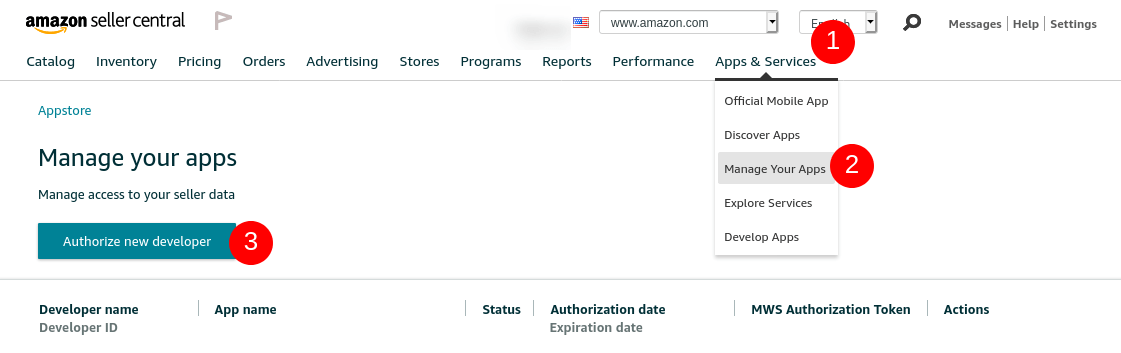 amazon seller central
www.amazon.com
English
1
Messages | Help | Settings
Catalog Inventory Pricing Orders Advertising Stores Programs Reports Performance Apps & Services
Appstore
Official Mobile App
Discover Apps
Manage your apps
Manage Your Apps
2
Manage access to your seller data
Explore Services
Authorize new developer
3
Develop Apps
Developer name App name Status Authorization date MWS Authorization Token Actions
Developer ID Expiration date